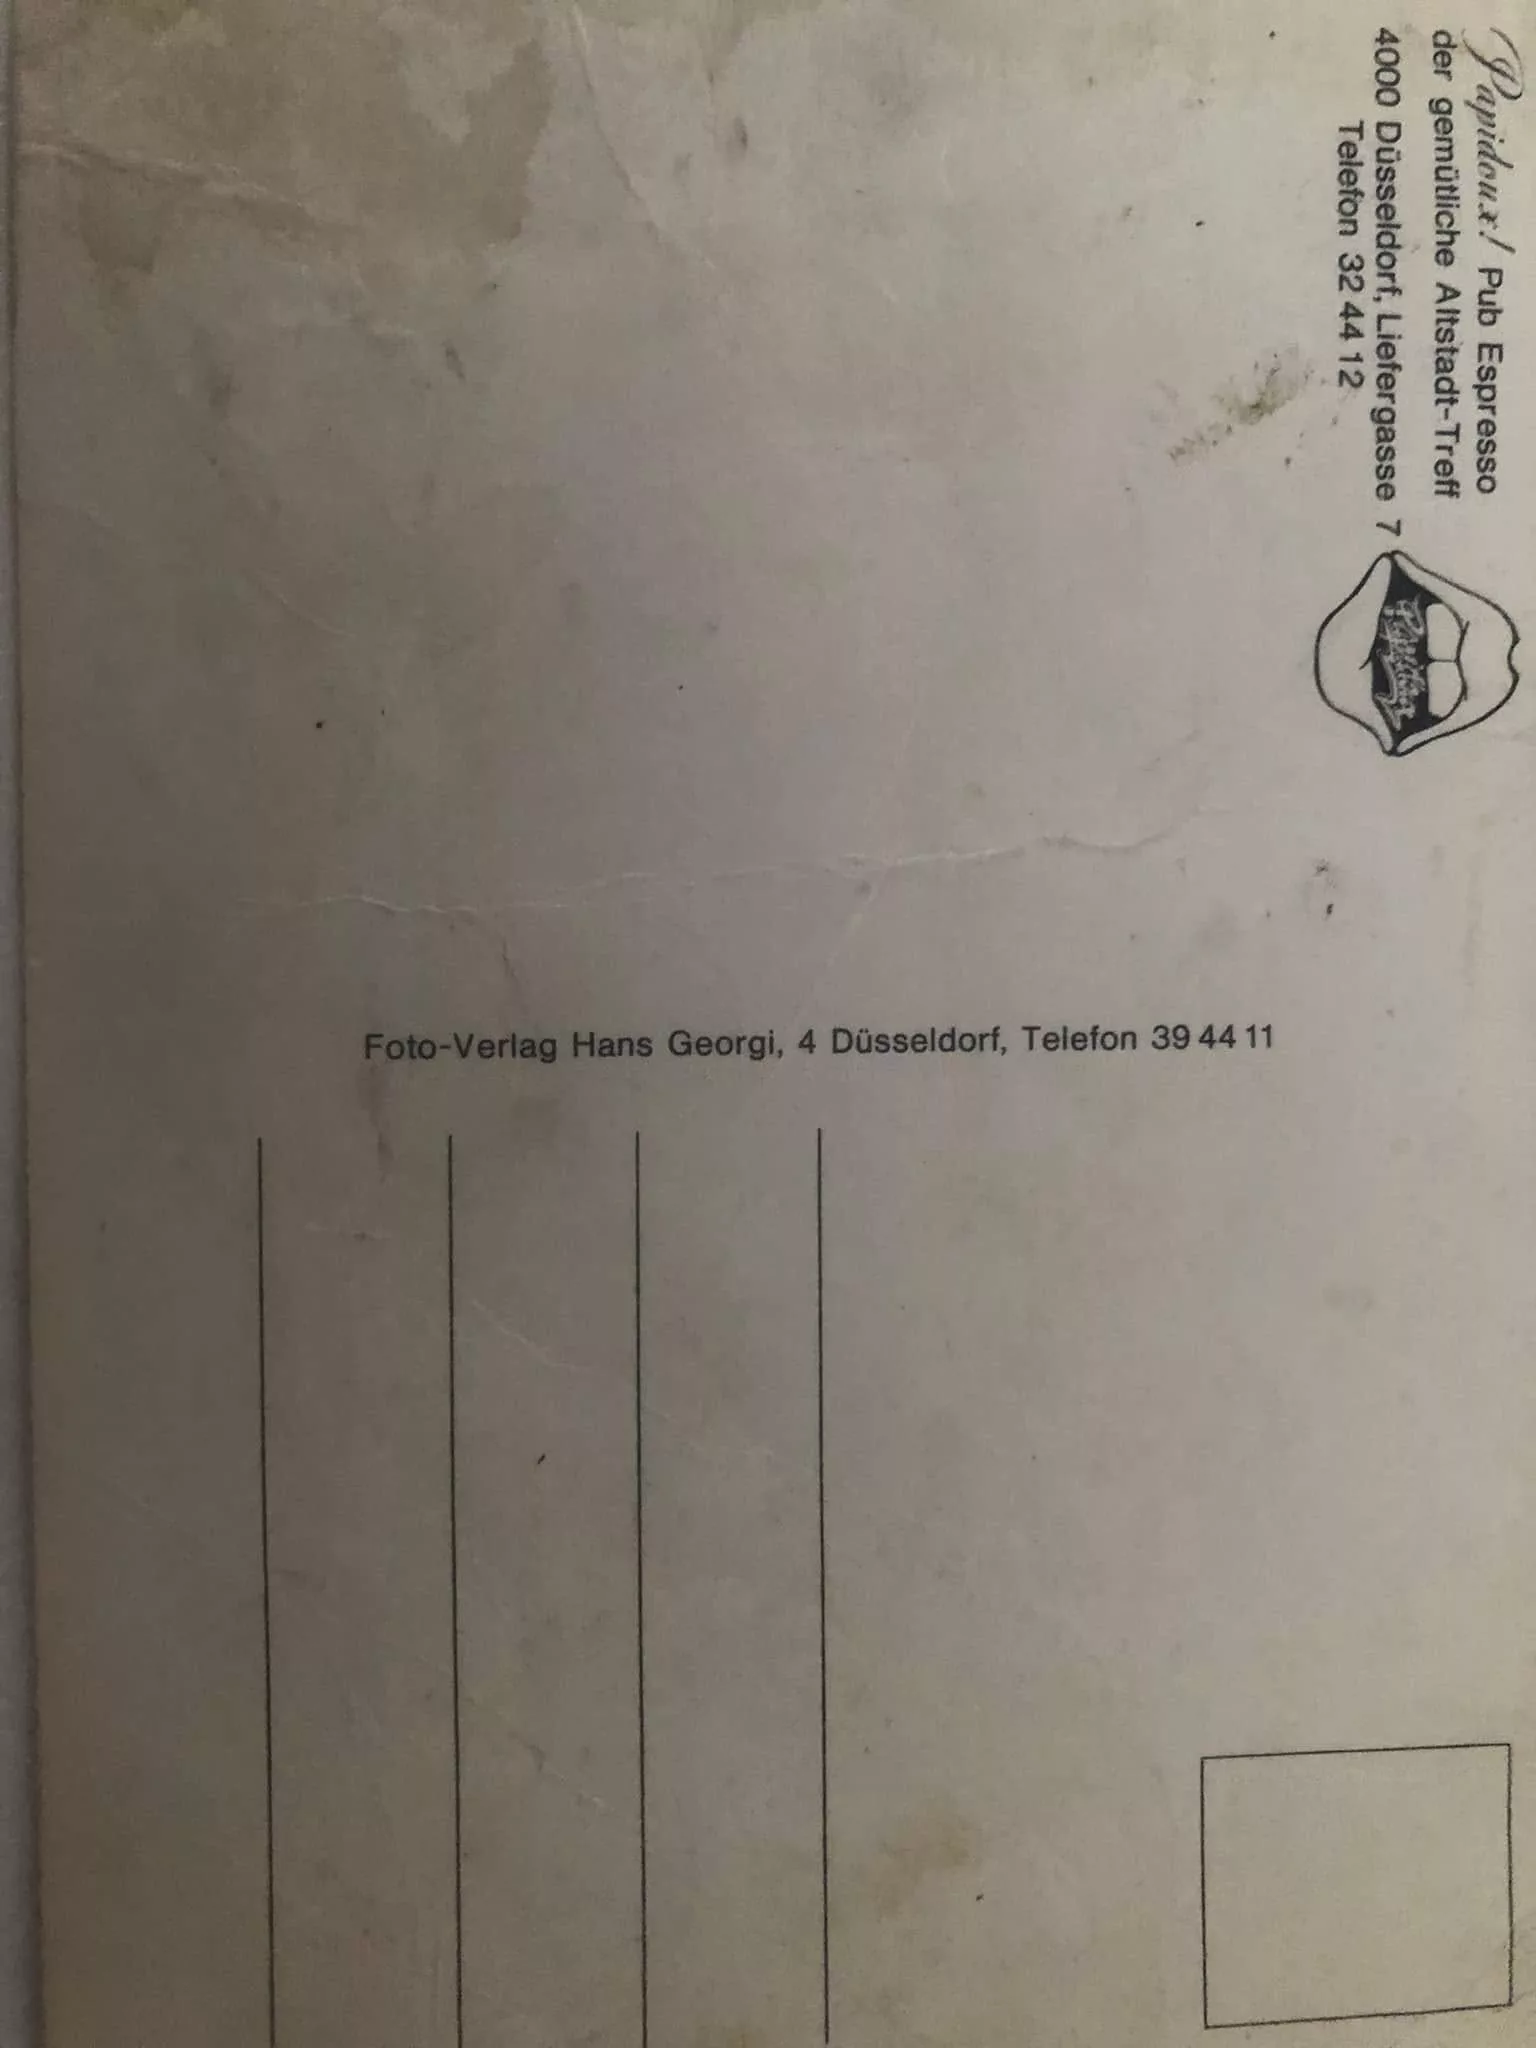 Papidoux! Pub Espresso
der gemütliche Altstadt-Treff
4000 Düsseldorf, Liefergasse 7
Telefon 32 44 12
Papidoux
Foto-Verlag Hans Georgi, 4 Düsseldorf, Telefon 39 44 11